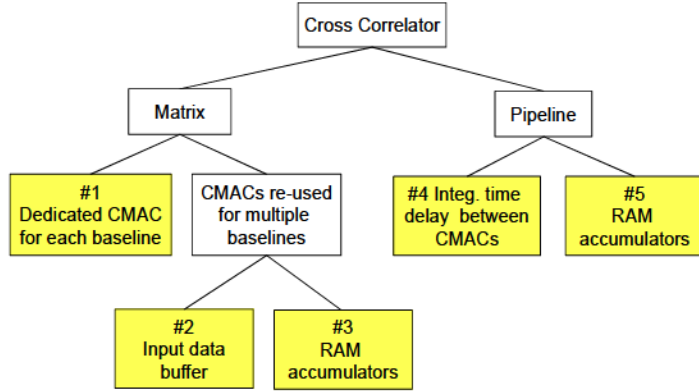 Cross Correlator
Matrix
Pipeline
#1
Dedicated CMAC
for each baseline
CMACs re-used
for multiple
baselines
#4 Integ. time
delay between
CMACs
#5
RAM
accumulators
#2
Input data
buffer
#3
RAM
accumulators